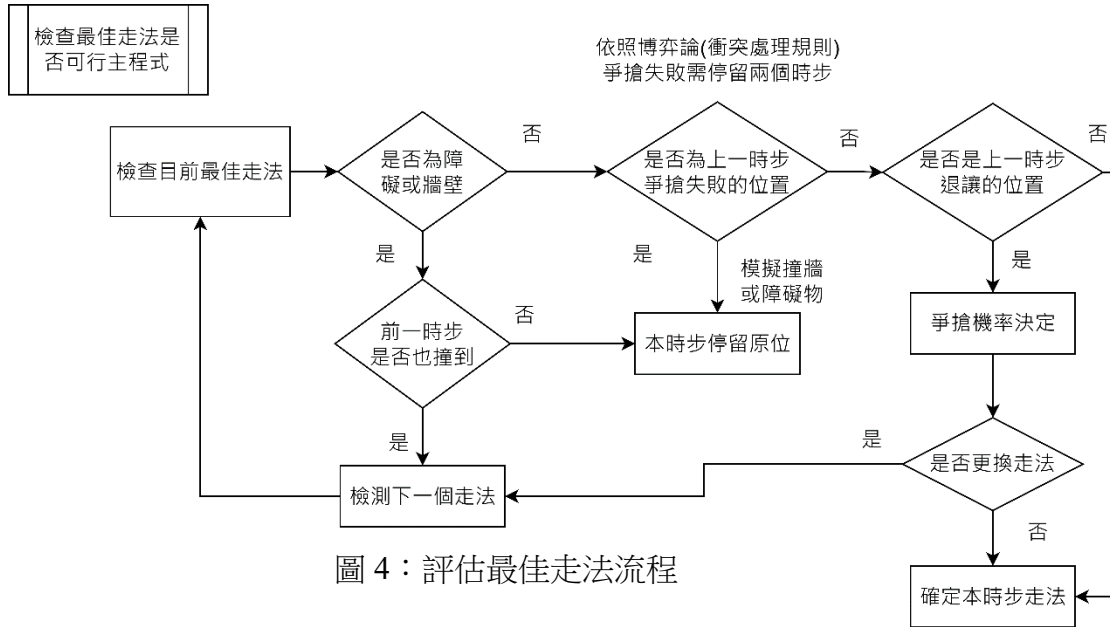 檢查最佳走法是
否可行主程式
依照博弈論(衝突處理規則)
爭搶失敗需停留兩個時步
檢查目前最佳走法
是否為障
礙或牆壁
否
是否為上一時步
爭搶失敗的位置
否
是否是上一時步
退讓的位置
否
是
是
模擬撞牆
或障礙物
是
前一時步
是否也撞到
否
本時步停留原位
爭搶機率決定
是
是
是否更換走法
檢測下一個走法
否
圖 4：評估最佳走法流程
確定本時步走法